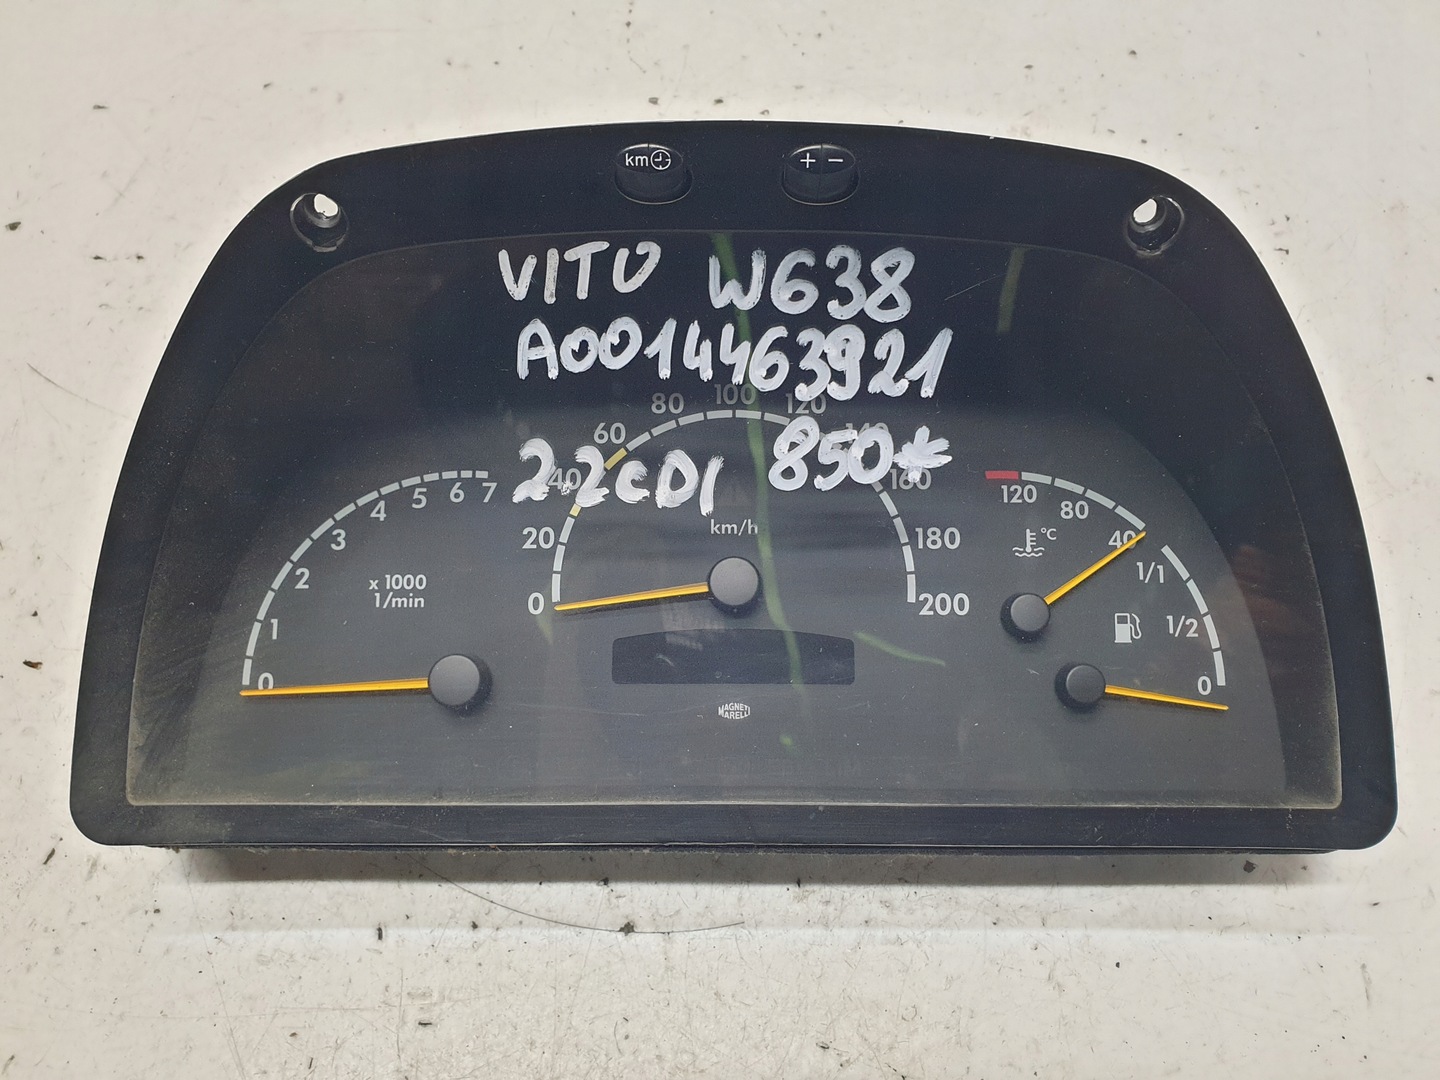 km
+ −
VITO W638
A0014463921
2.2CDI 850*
0 20 40 60 80 100 120 140 160 180 200
km/h
0 1 2 3 4 5 6 7
x 1000
1/min
120 80 40
°C
1/1 1/2 0
MAGNETI
MARELLI